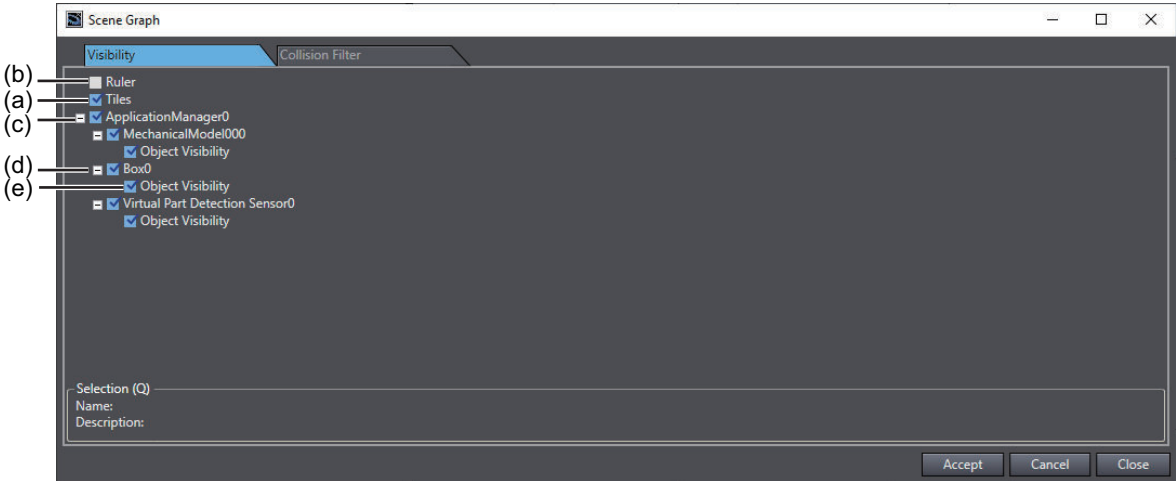 Scene Graph
Visibility
Collision Filter
(b) Ruler
(a) Tiles
(c) ApplicationManager0
MechanicalModel000
Object Visibility
(d) Box0
(e) Object Visibility
Virtual Part Detection Sensor0
Object Visibility
Selection (Q)
Name:
Description:
Accept Cancel Close